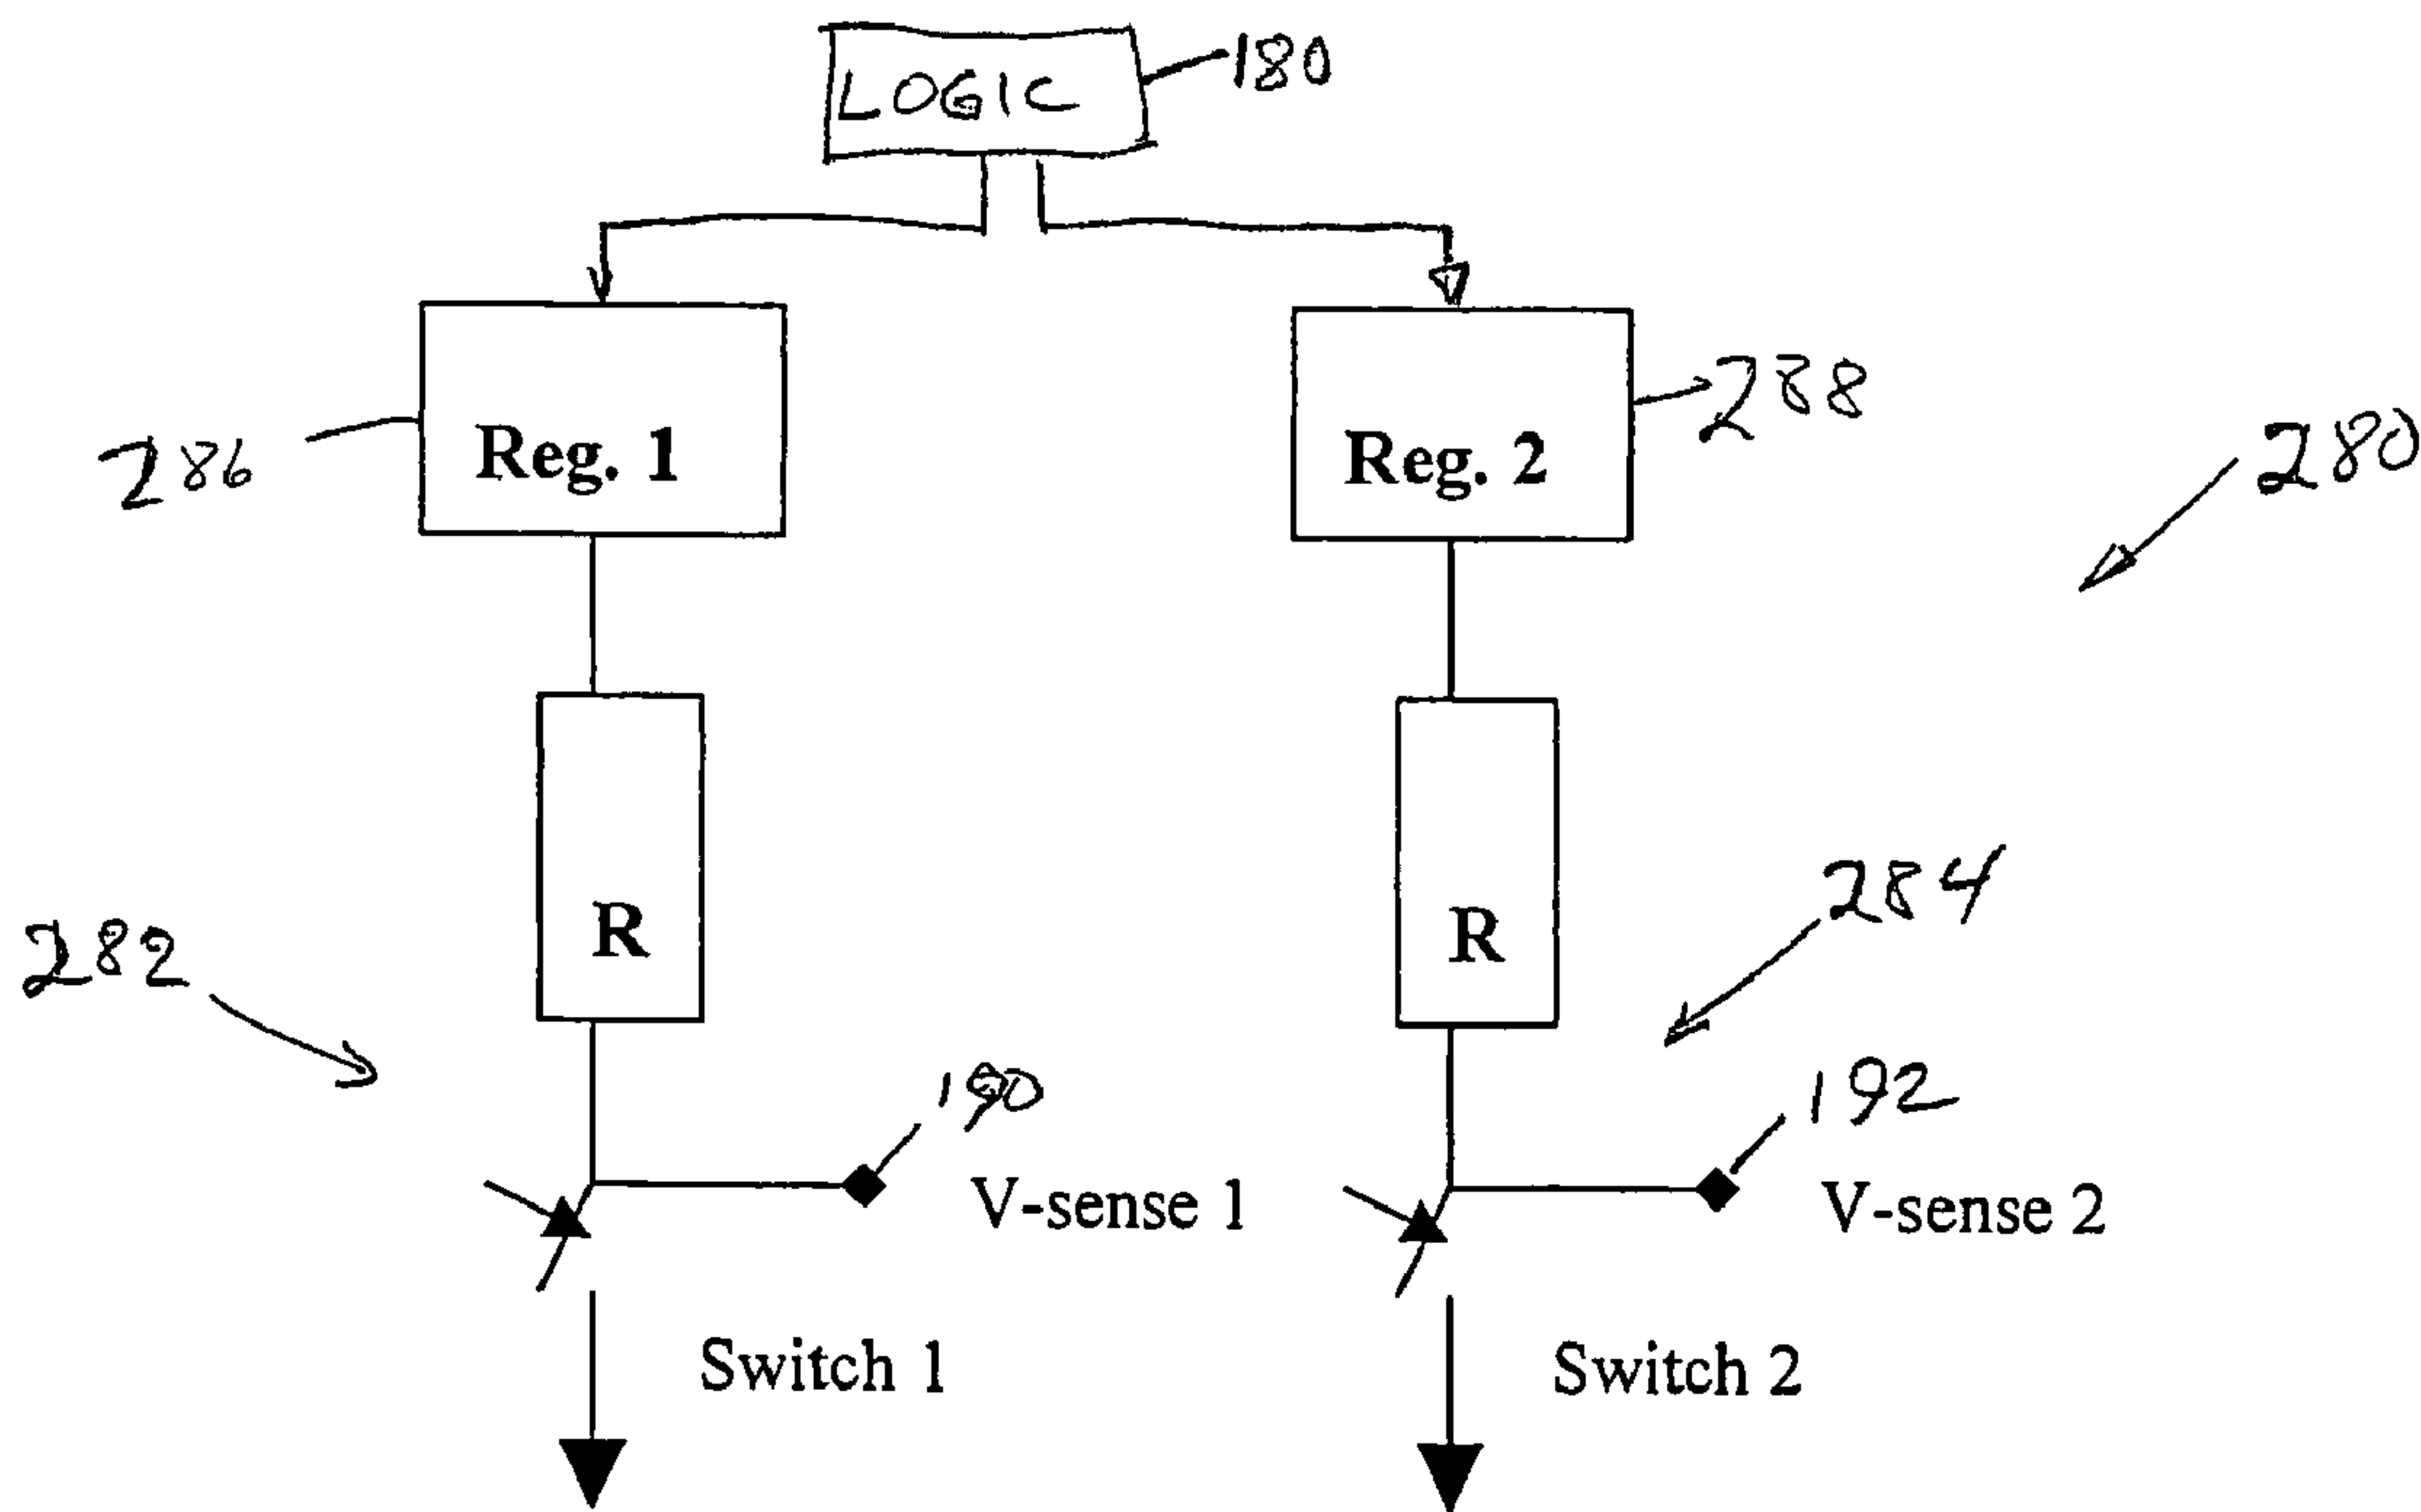 LOGIC
180
Reg. 1
286
Reg. 2
288
280
R
R
282
284
190
V-sense 1
192
V-sense 2
Switch 1
Switch 2